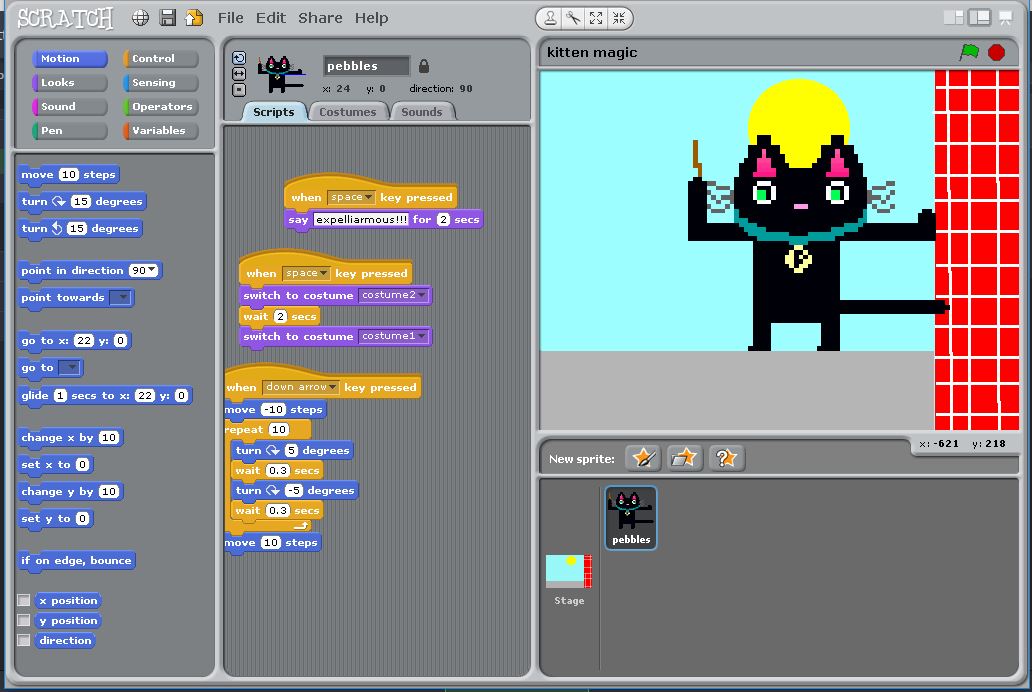 SCRATCH File Edit Share Help
Motion Control
Looks Sensing
Sound Operators
Pen Variables
move 10 steps
turn 15 degrees
turn 15 degrees
point in direction 90
point towards
go to x: 22 y: 0
go to
glide 1 secs to x: 22 y: 0
change x by 10
set x to 0
change y by 10
set y to 0
if on edge, bounce
x position
y position
direction
pebbles
x: 24 y: 0 direction: 90
Scripts Costumes Sounds
when space key pressed
say expelliarmous!!! for 2 secs
when space key pressed
switch to costume costume2
wait 2 secs
switch to costume costume1
when down arrow key pressed
move -10 steps
repeat 10
turn 5 degrees
wait 0.3 secs
turn -5 degrees
wait 0.3 secs
move 10 steps
kitten magic
x: -621 y: 218
New sprite:
pebbles
Stage